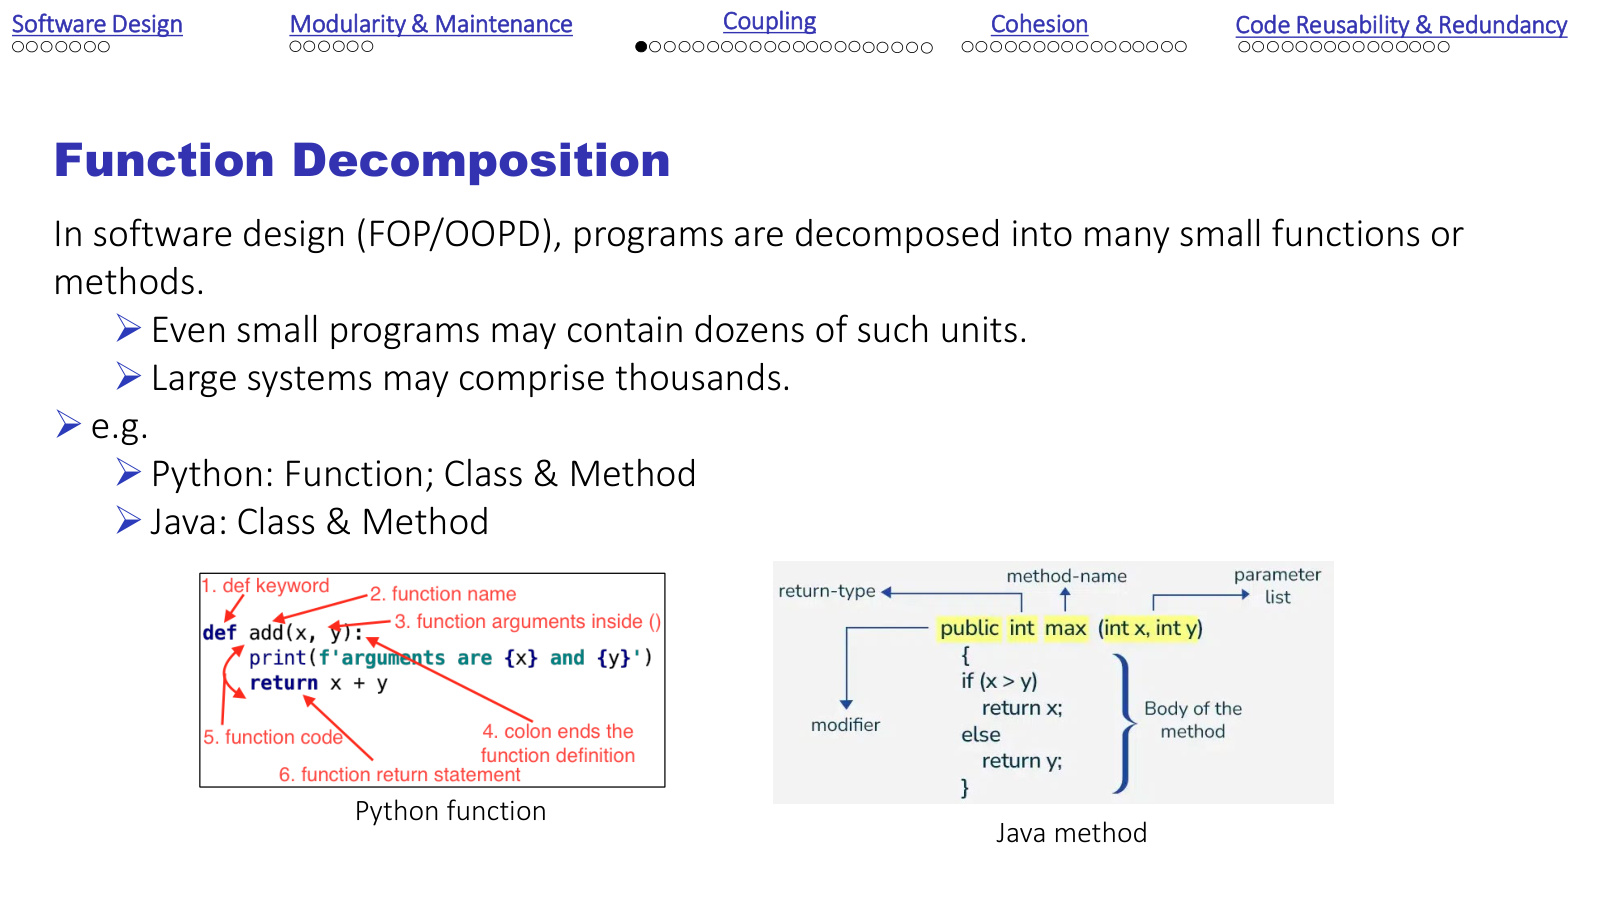 Software Design
Modularity & Maintenance
Coupling
Cohesion
Code Reusability & Redundancy
Function Decomposition
In software design (FOP/OOPD), programs are decomposed into many small functions or
methods.
Even small programs may contain dozens of such units.
Large systems may comprise thousands.
e.g.
Python: Function; Class & Method
Java: Class & Method
1. def keyword
2. function name
3. function arguments inside ()
def add(x, y):
print(f'arguments are {x} and {y}')
return x + y
4. colon ends the
function definition
5. function code
6. function return statement
Python function
return-type
method-name
parameter
list
public int max (int x, int y)
{
if (x > y)
return x;
else
return y;
}
modifier
Body of the
method
Java method